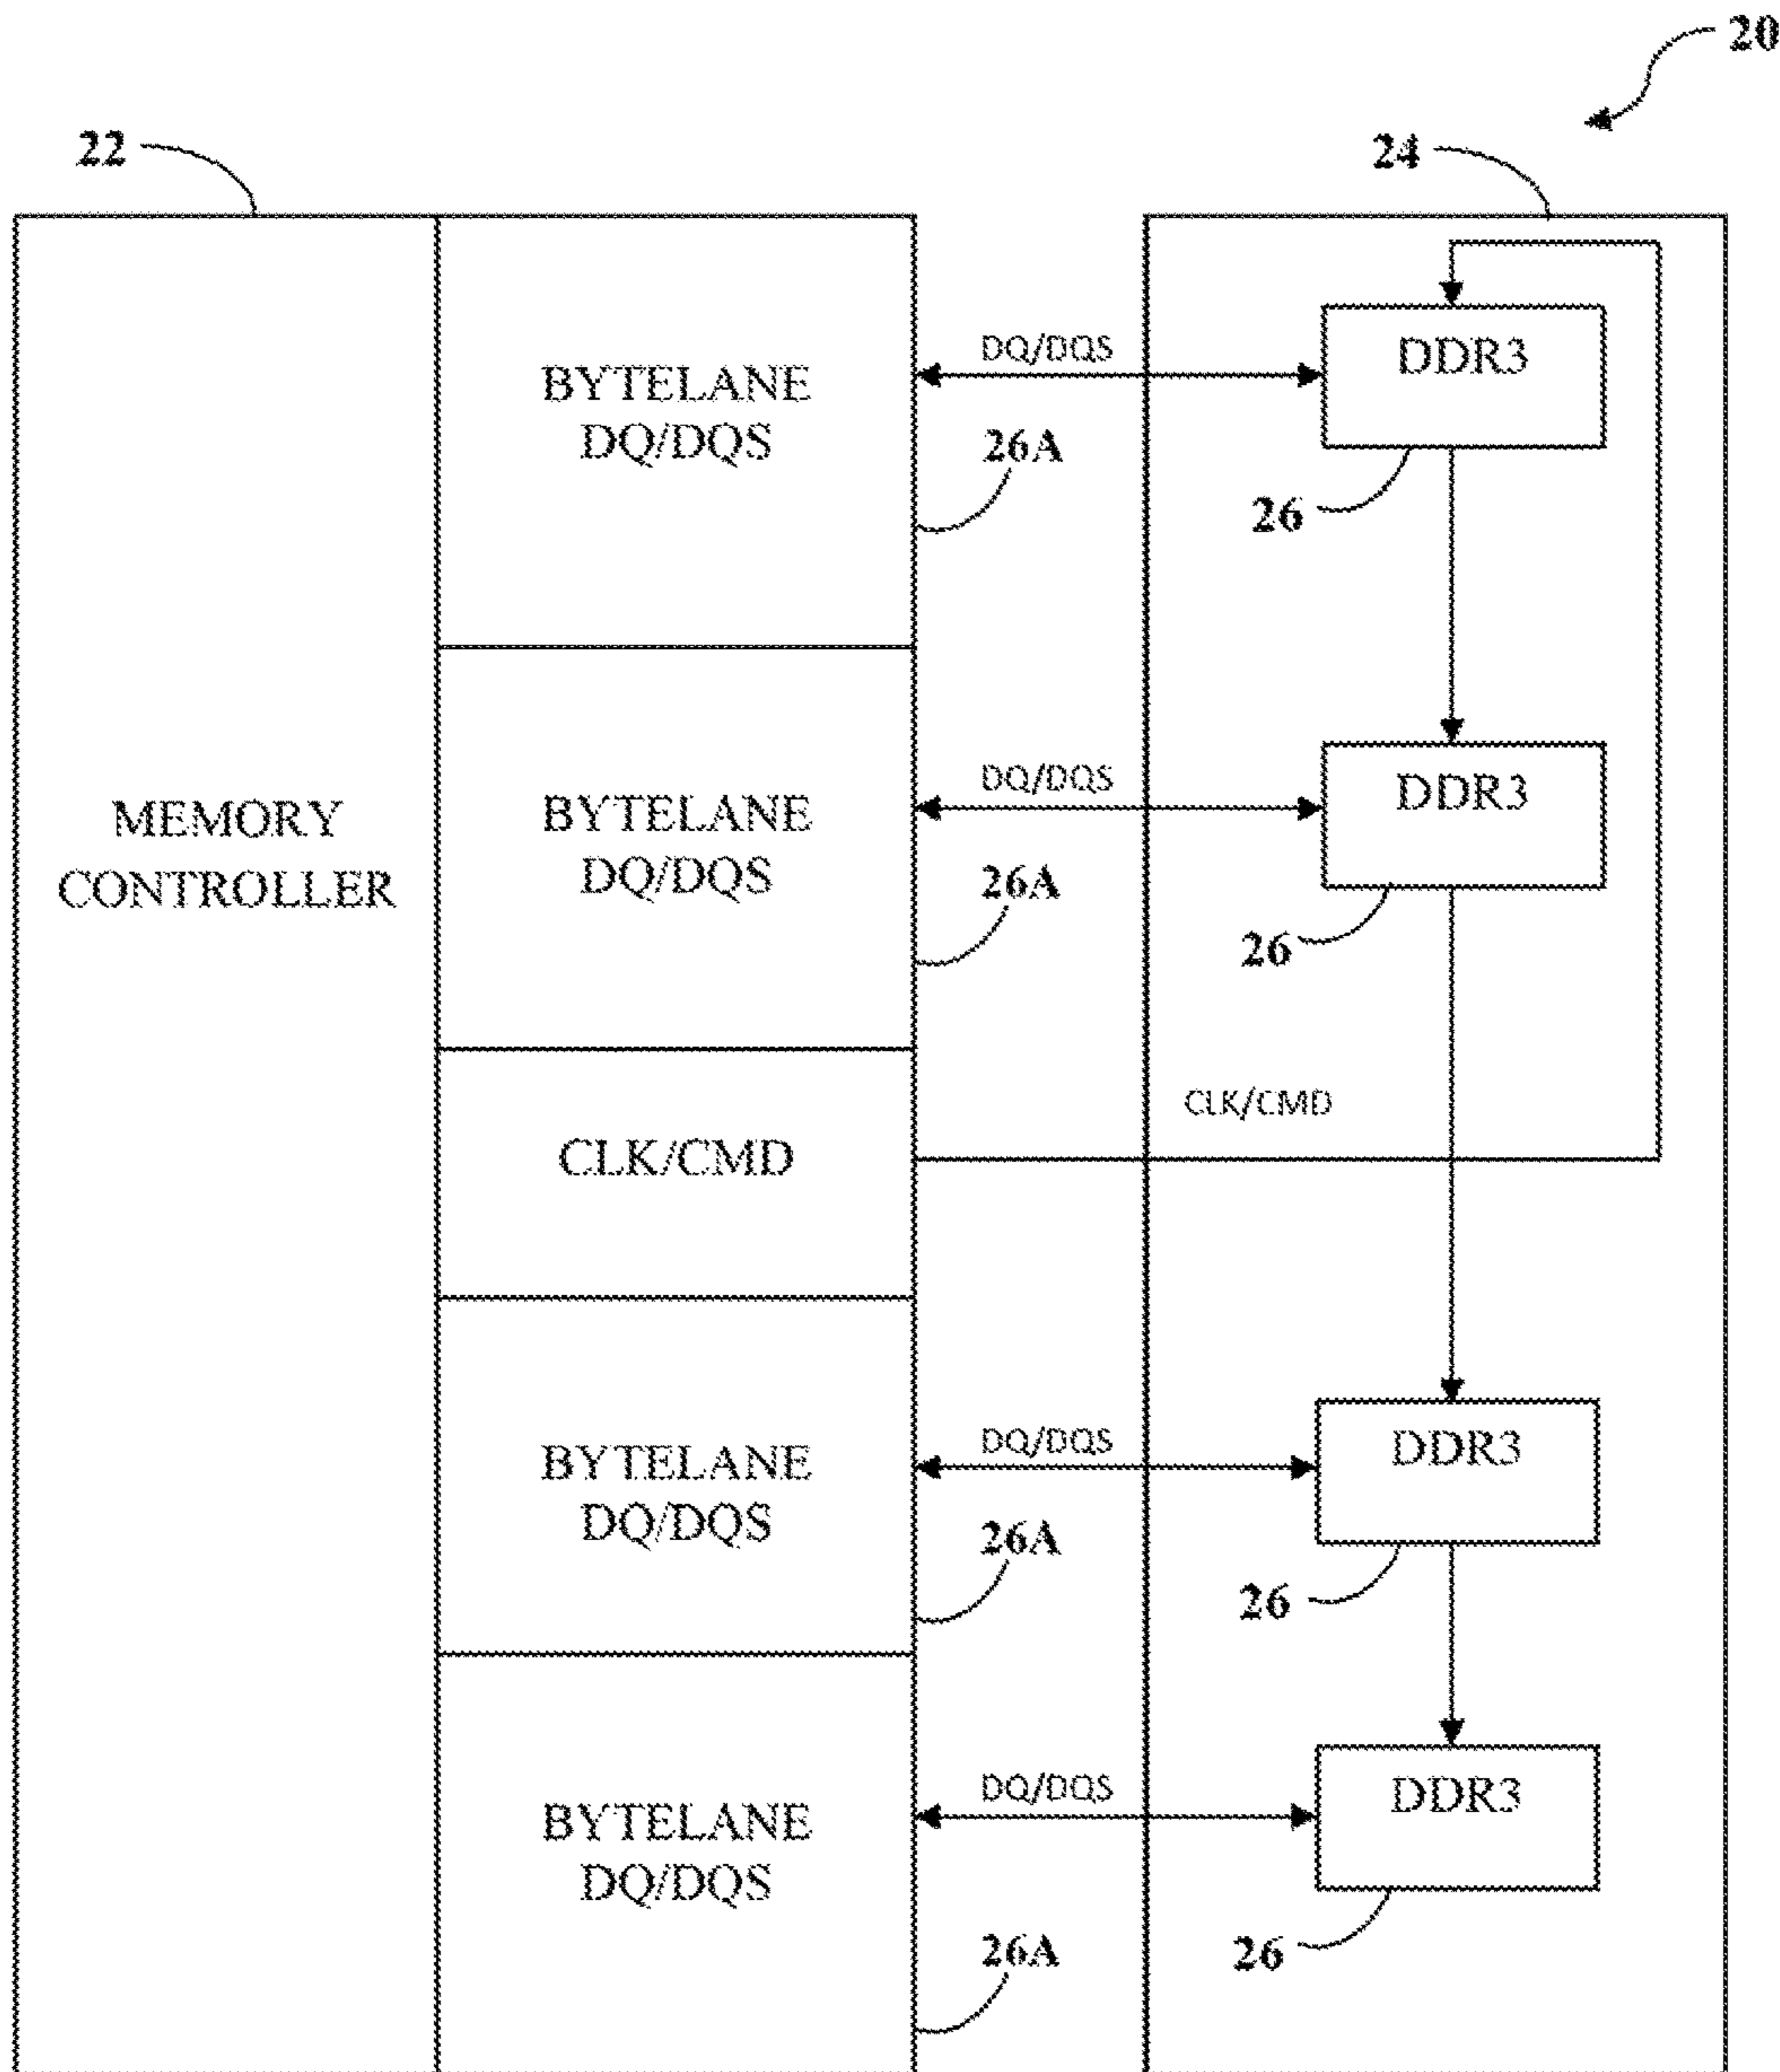 20
22
24
BYTELANE
DQ/DQS
DQ/DQS
DDR3
26A
26
MEMORY
CONTROLLER
BYTELANE
DQ/DQS
DQ/DQS
DDR3
26A
26
CLK/CMD
CLK/CMD
BYTELANE
DQ/DQS
DQ/DQS
DDR3
26A
26
BYTELANE
DQ/DQS
DQ/DQS
DDR3
26A
26